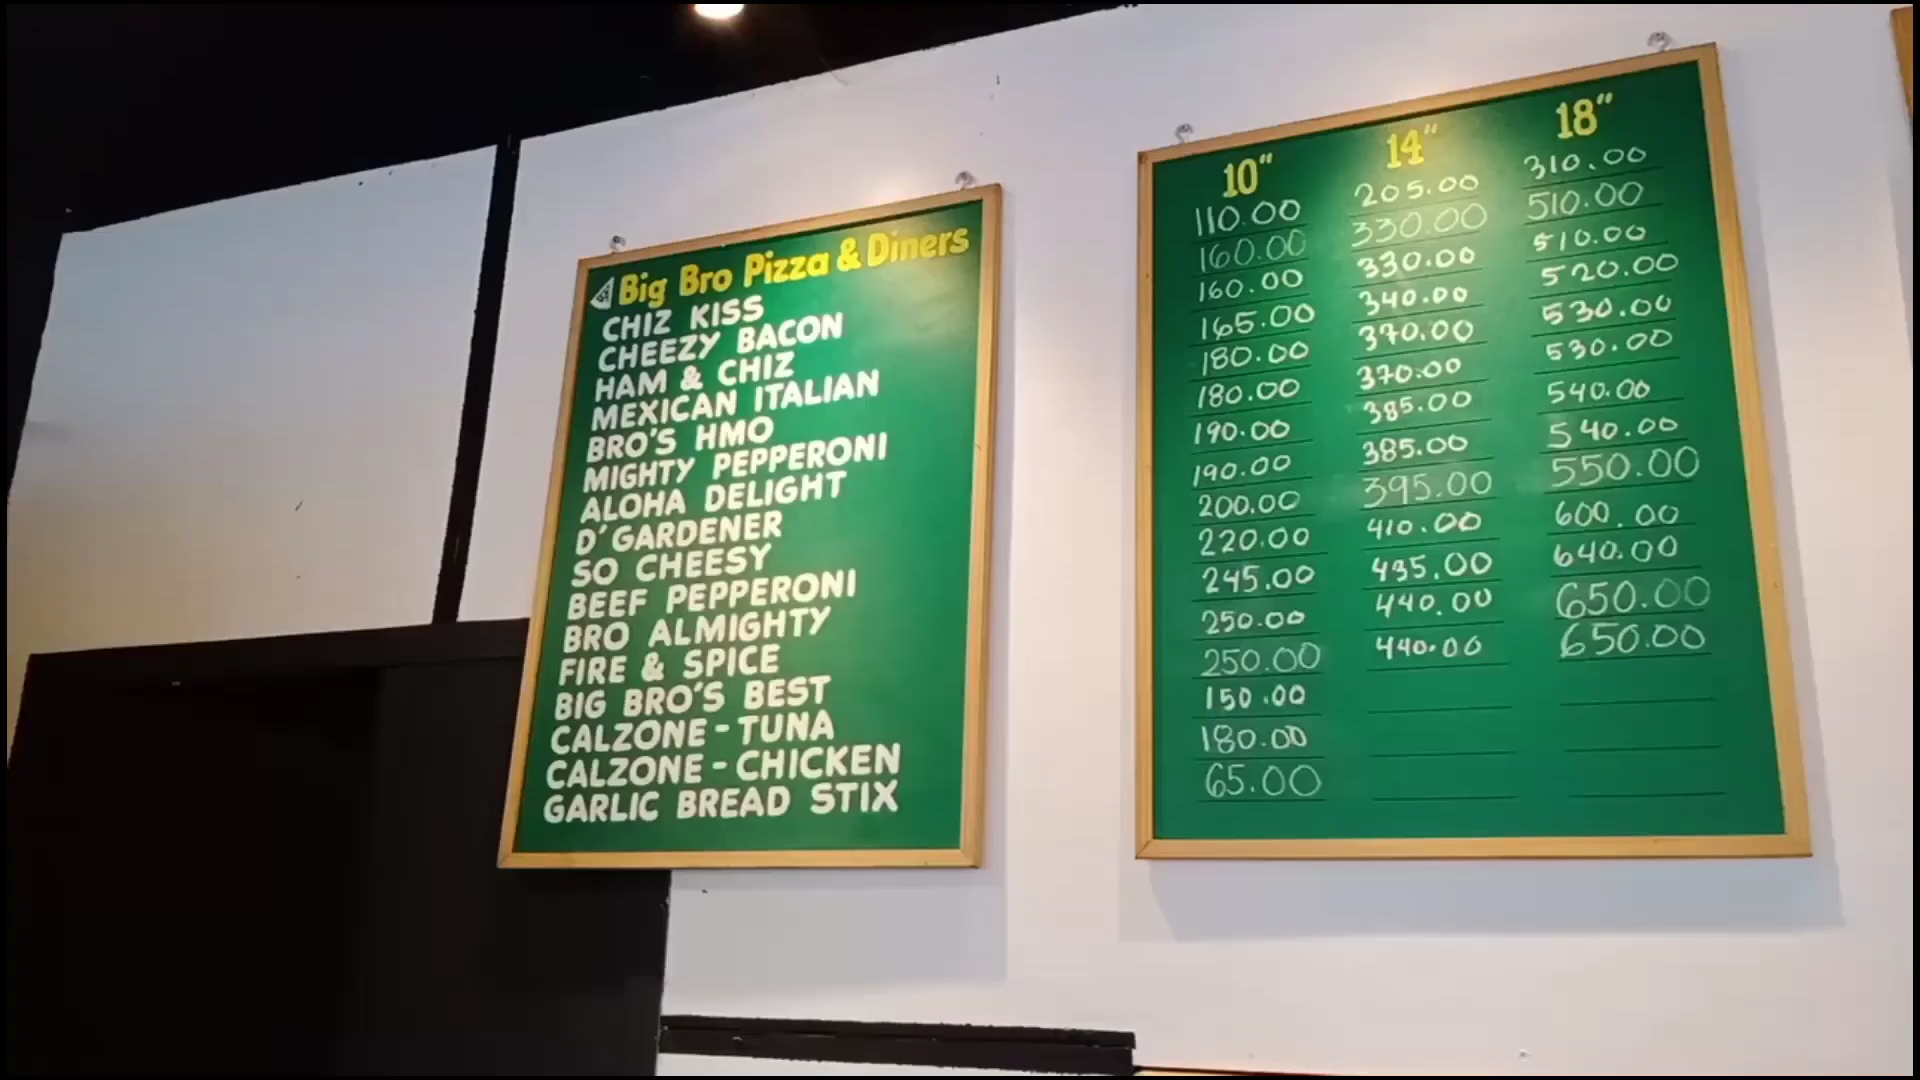 Big Bro Pizza & Diners
CHIZ KISS
CHEEZY BACON
HAM & CHIZ
MEXICAN ITALIAN
BRO'S HMO
MIGHTY PEPPERONI
ALOHA DELIGHT
D'GARDENER
SO CHEESY
BEEF PEPPERONI
BRO ALMIGHTY
FIRE & SPICE
BIG BRO'S BEST
CALZONE - TUNA
CALZONE - CHICKEN
GARLIC BREAD STIX
10" 14" 18"
110.00 205.00 310.00
160.00 330.00 510.00
160.00 330.00 510.00
165.00 340.00 520.00
180.00 370.00 530.00
180.00 370.00 530.00
190.00 385.00 540.00
190.00 385.00 540.00
200.00 395.00 550.00
220.00 410.00 600.00
245.00 435.00 640.00
250.00 440.00 650.00
250.00 440.00 650.00
150.00
180.00
65.00